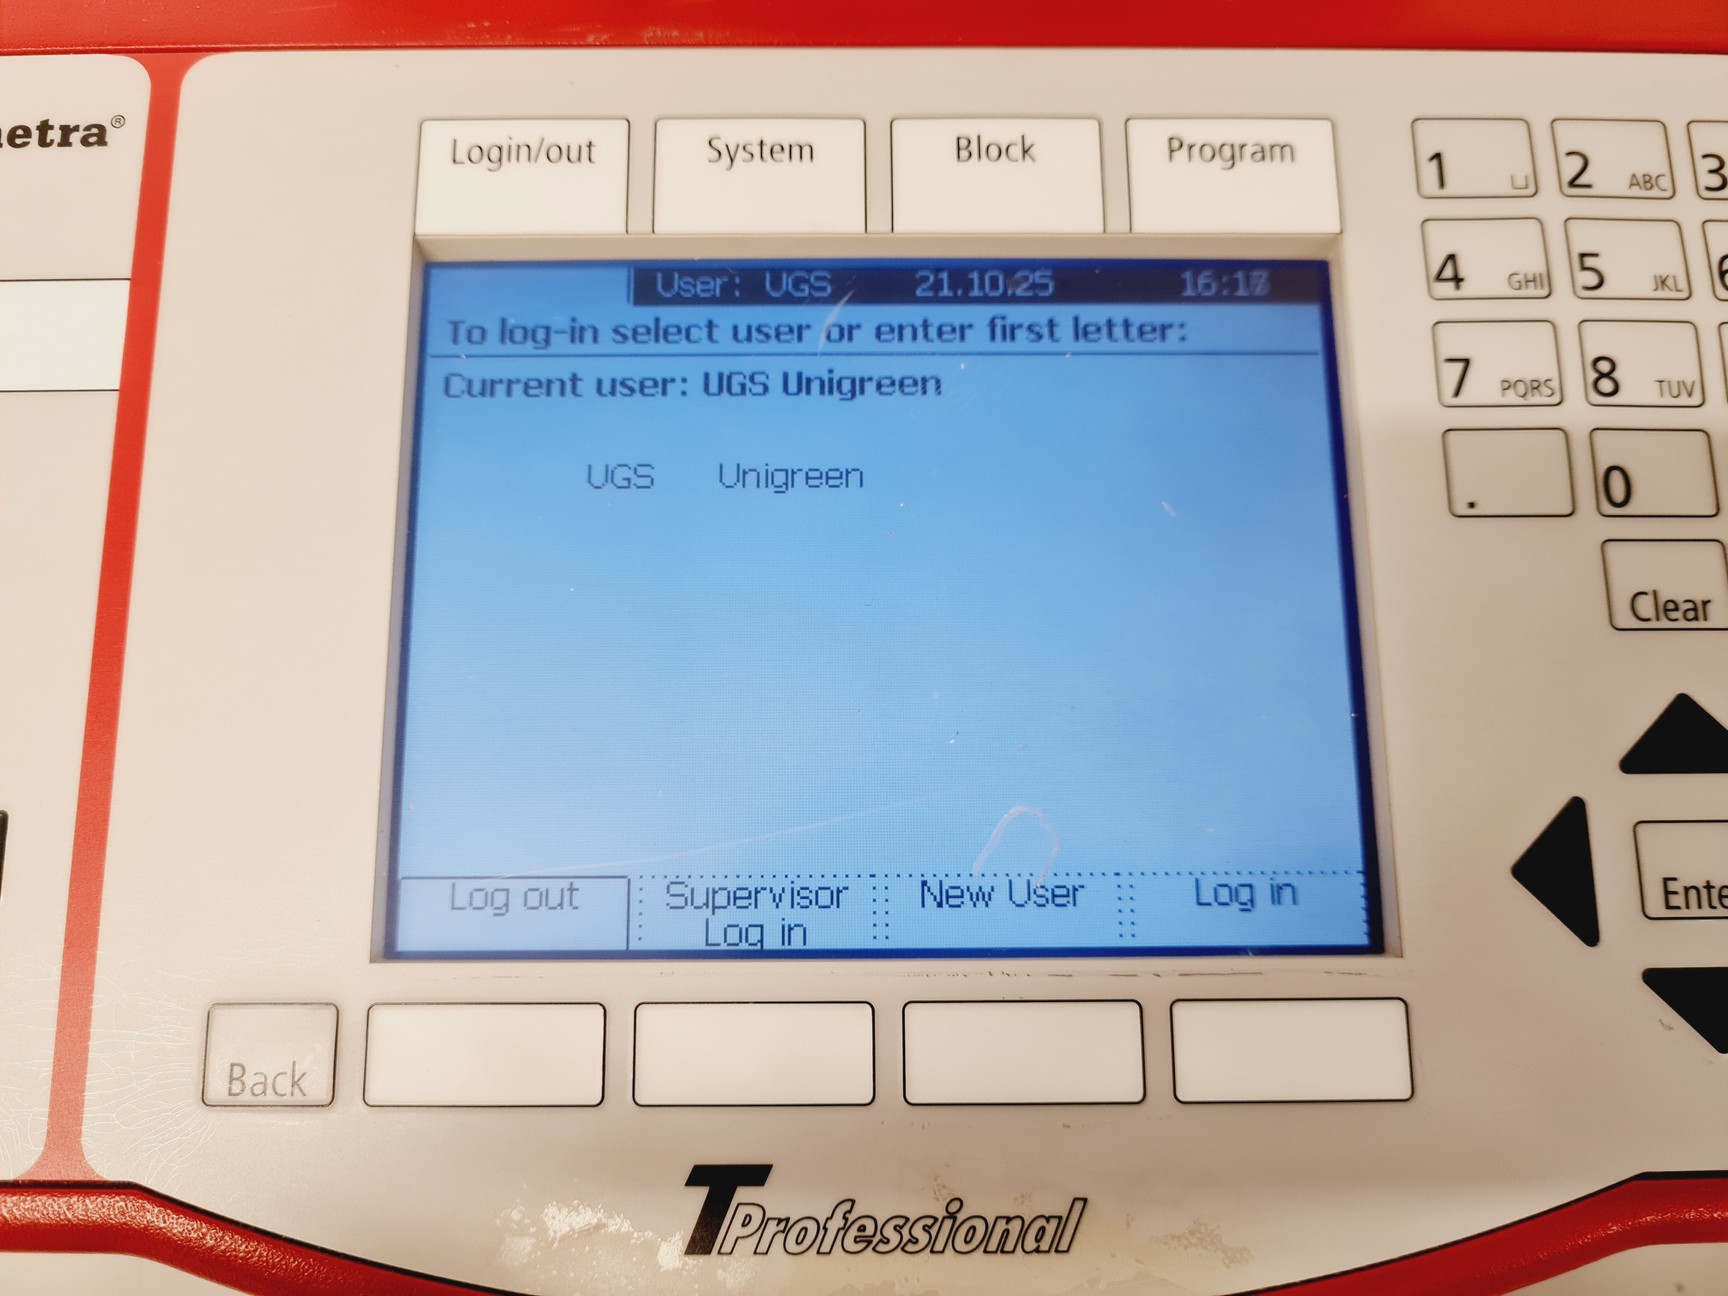 Login/out System Block Program
User: UGS 21.10.25
To log-in select user or enter first letter:
Current user: UGS Unigreen
UGS Unigreen
Log out Supervisor Log in New User Log in
Back
TProfessional
1 ␣ 2 ABC 3
4 GHI 5 JKL 6
7 PQRS 8 TUV
. 0
Clear
Ente
etra®